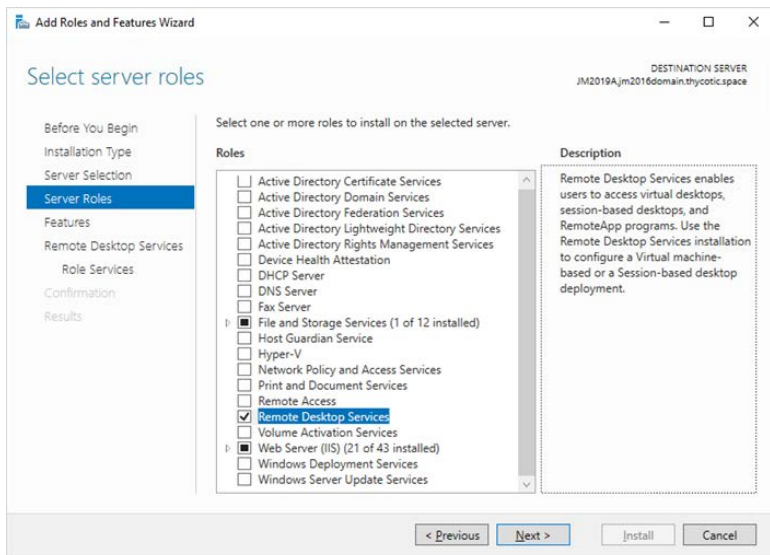 Add Roles and Features Wizard
Select server roles
DESTINATION SERVER
JM2019A.jm2016domain.thycotic.space
Before You Begin
Installation Type
Server Selection
Server Roles
Features
Remote Desktop Services
Role Services
Confirmation
Results
Select one or more roles to install on the selected server.
Roles
Active Directory Certificate Services
Active Directory Domain Services
Active Directory Federation Services
Active Directory Lightweight Directory Services
Active Directory Rights Management Services
Device Health Attestation
DHCP Server
DNS Server
Fax Server
File and Storage Services (1 of 12 installed)
Host Guardian Service
Hyper-V
Network Policy and Access Services
Print and Document Services
Remote Access
Remote Desktop Services
Volume Activation Services
Web Server (IIS) (21 of 43 installed)
Windows Deployment Services
Windows Server Update Services
Description
Remote Desktop Services enables
users to access virtual desktops,
session-based desktops, and
RemoteApp programs. Use the
Remote Desktop Services installation
to configure a Virtual machine-
based or a Session-based desktop
deployment.
< Previous
Next >
Install
Cancel